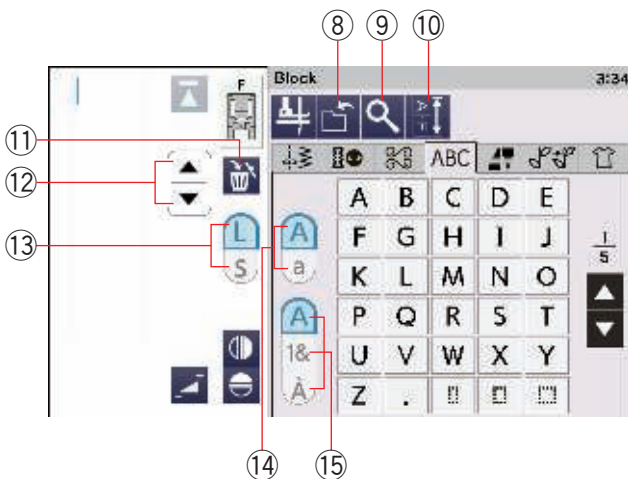 ⑧ ⑨ ⑩
Block 3:34
F
⑪
⑫
ABC
A B C D E
⑬ L A F G H I J 1
S a K L M N O 5
A P Q R S T
1& U V W X Y
À Z .
⑭ ⑮